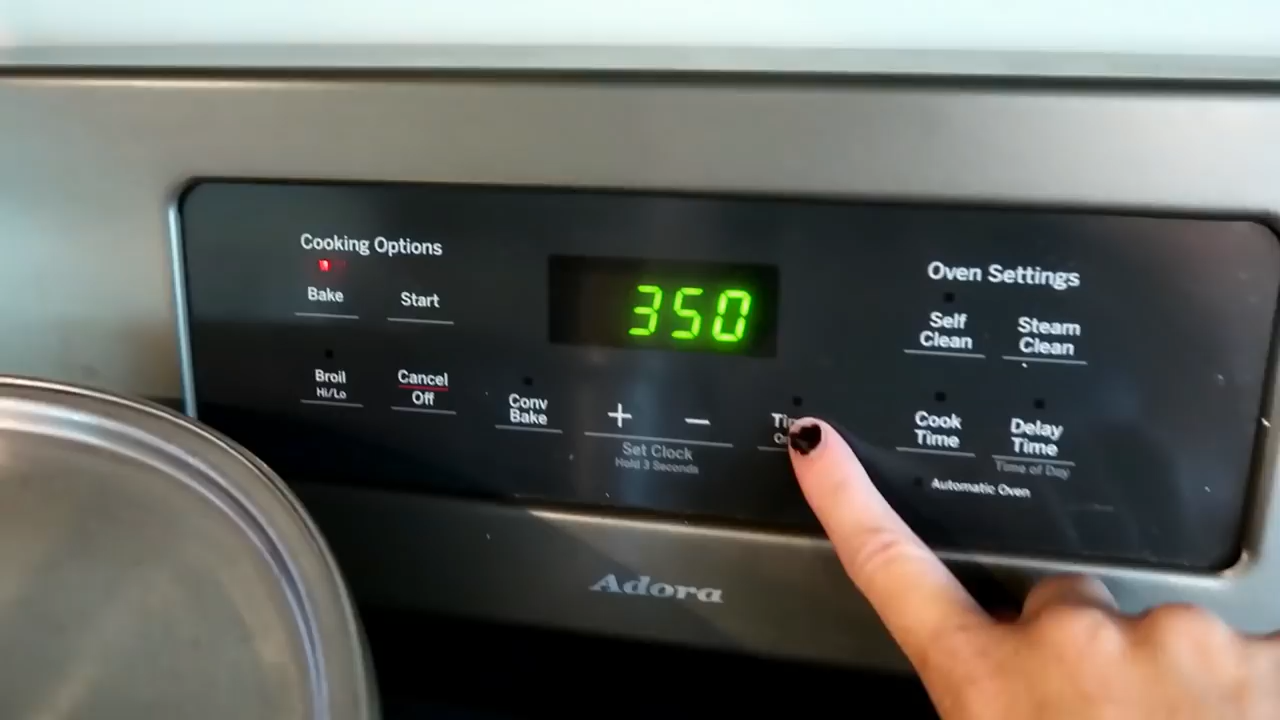 Cooking Options
Bake
Start
Broil
Hi/Lo
Cancel
Off
350
Conv
Bake
+ −
Set Clock
Hold 3 Seconds
Oven Settings
Self
Clean
Steam
Clean
Cook
Time
Delay
Time
Time of Day
Automatic Oven
Adora